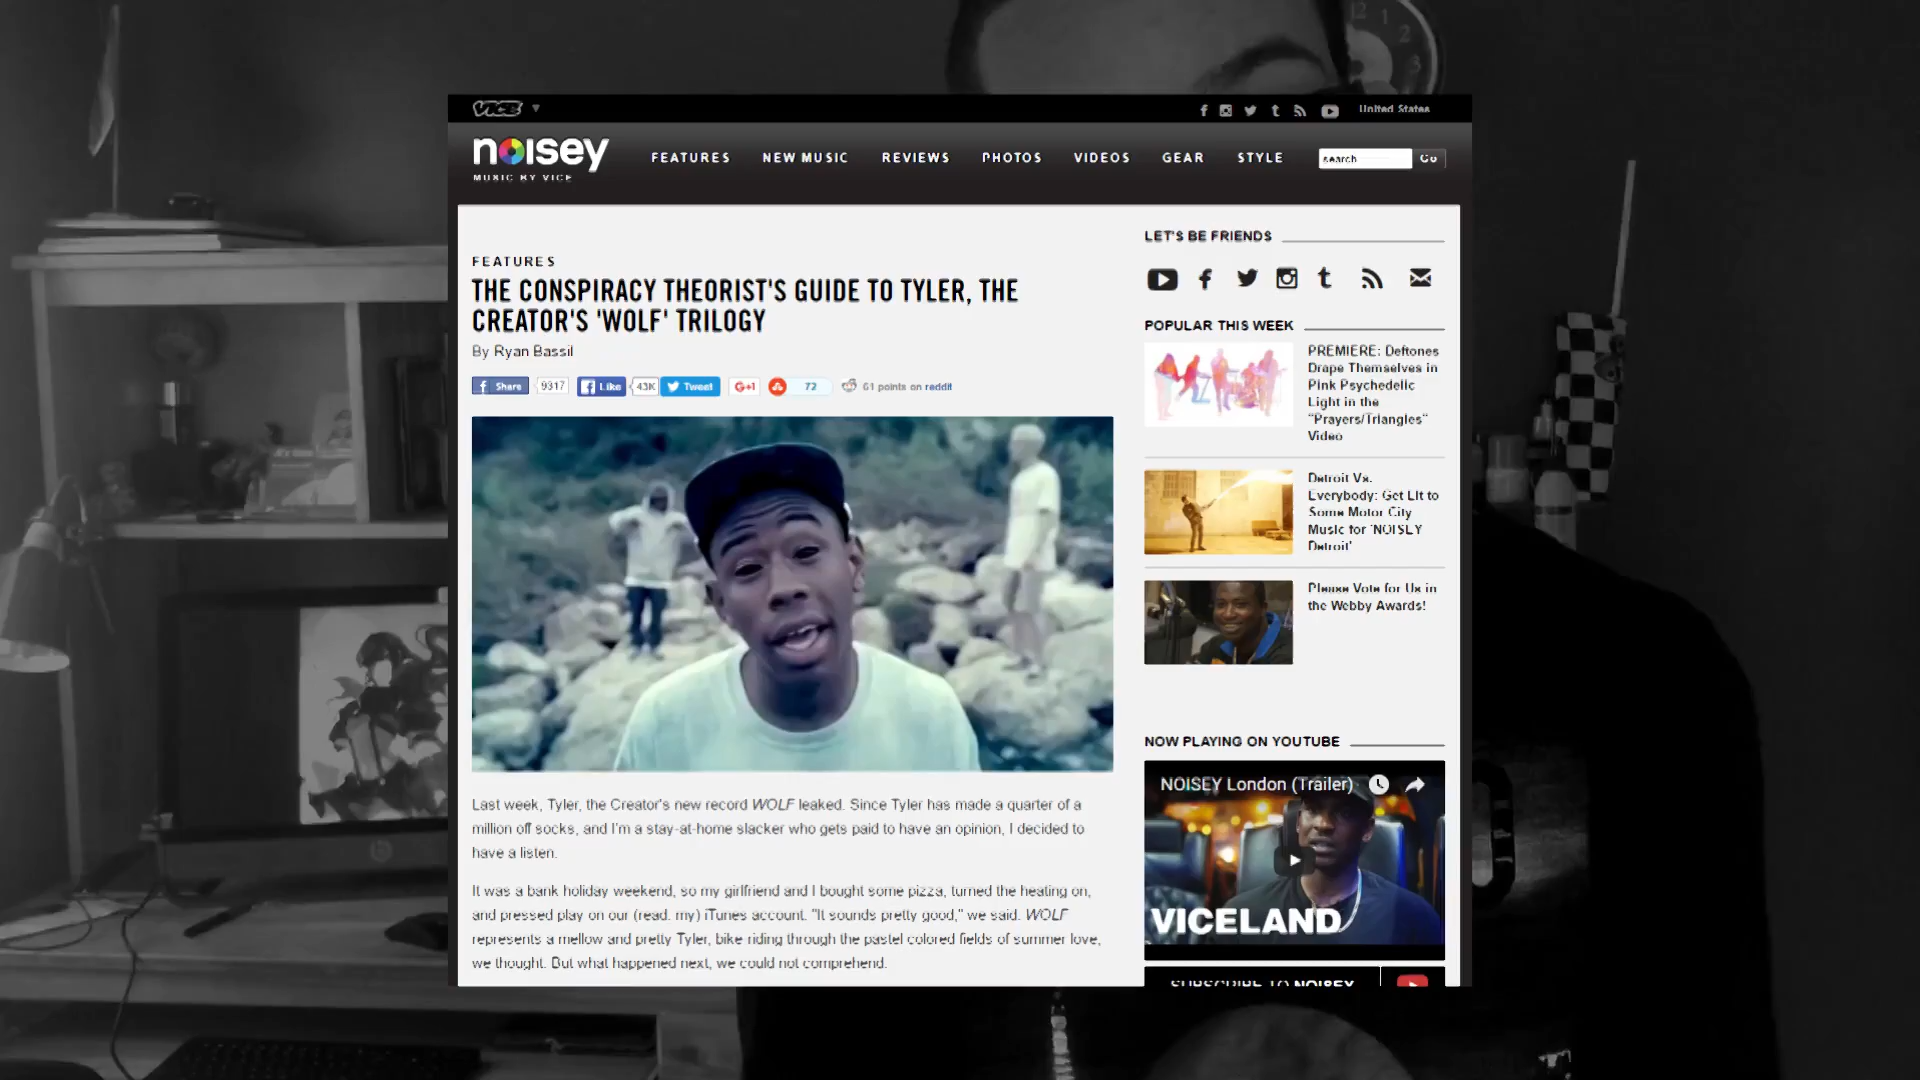 VICE
United States
noisey
MUSIC BY VICE
FEATURES
NEW MUSIC
REVIEWS
PHOTOS
VIDEOS
GEAR
STYLE
search
Go
FEATURES
THE CONSPIRACY THEORIST'S GUIDE TO TYLER, THE
CREATOR'S 'WOLF' TRILOGY
By Ryan Bassil
Share
9317
Like
43K
Tweet
G+1
72
61 points on reddit
Last week, Tyler, the Creator's new record WOLF leaked. Since Tyler has made a quarter of a
million off socks, and I'm a stay-at-home slacker who gets paid to have an opinion, I decided to
have a listen.
It was a bank holiday weekend, so my girlfriend and I bought some pizza, turned the heating on,
and pressed play on our (read: my) iTunes account. "It sounds pretty good," we said. WOLF
represents a mellow and pretty Tyler, bike riding through the pastel colored fields of summer love,
we thought. But what happened next, we could not comprehend.
LET'S BE FRIENDS
POPULAR THIS WEEK
PREMIERE: Deftones
Drape Themselves in
Pink Psychedelic
Light in the
"Prayers/Triangles"
Video
Detroit Vs.
Everybody: Get Lit to
Some Motor City
Music for 'NOISEY
Detroit'
Please Vote for Us in
the Webby Awards!
NOW PLAYING ON YOUTUBE
NOISEY London (Trailer)
VICELAND
SUBSCRIBE TO NOISEY
12
1
2
3